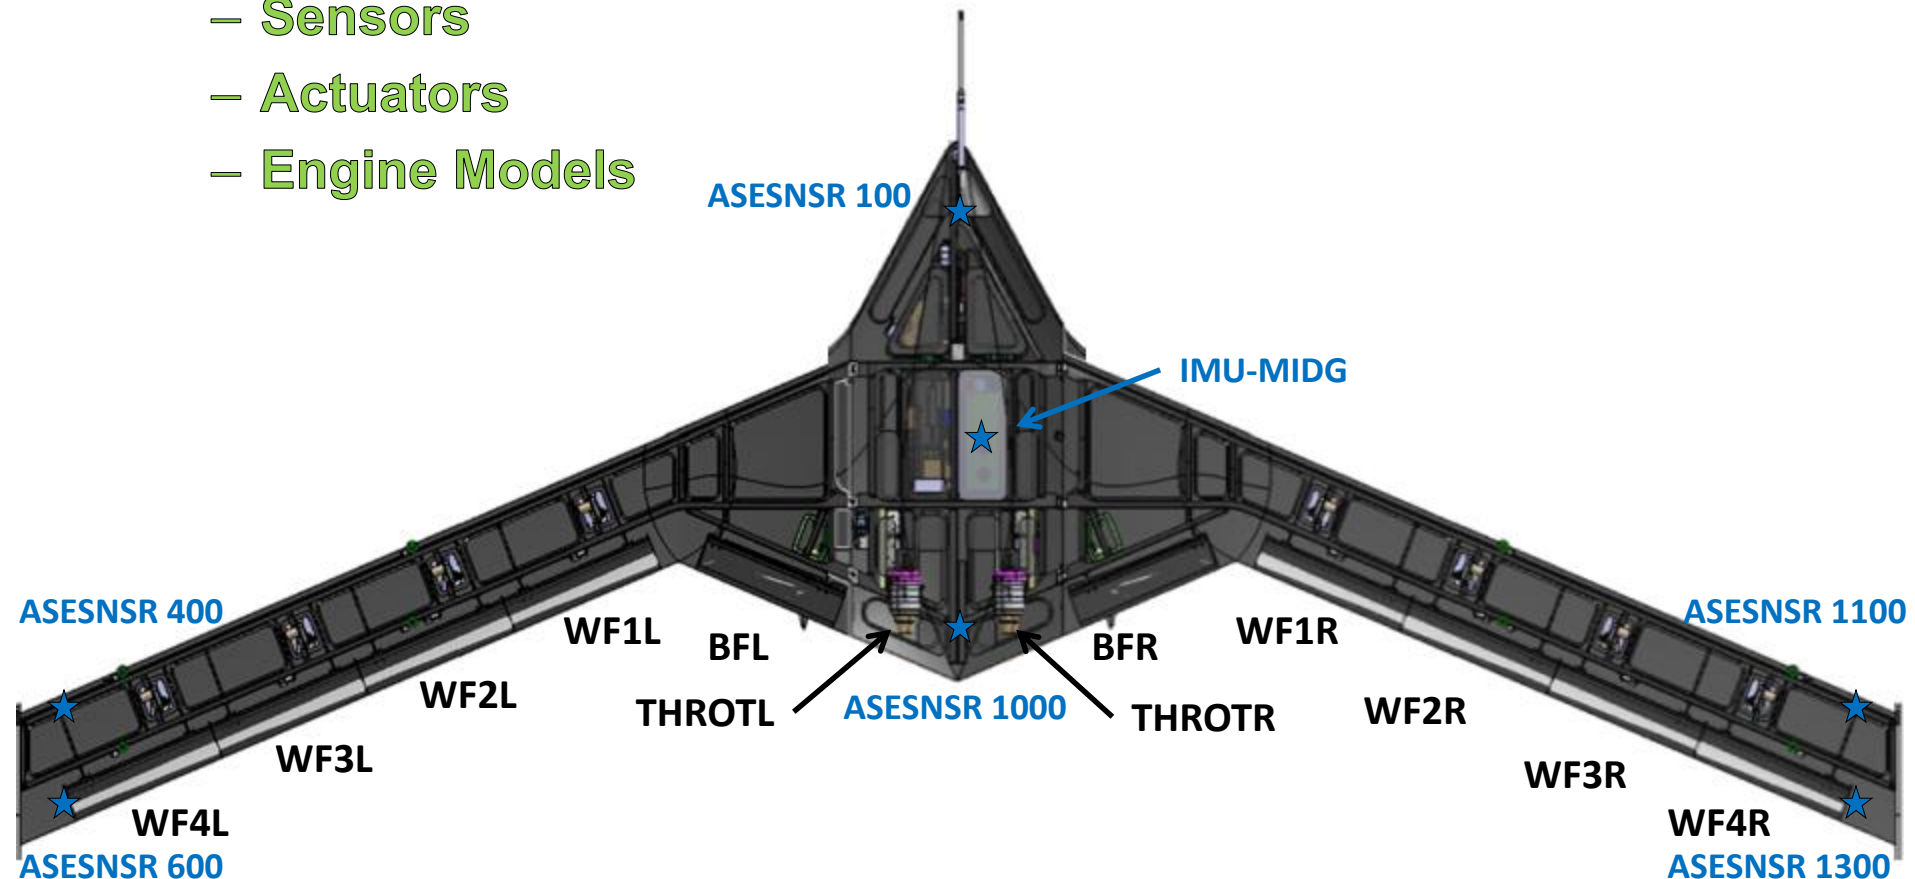 – Sensors
– Actuators
– Engine Models
ASESNSR 100
IMU-MIDG
ASESNSR 400
ASESNSR 1100
WF1L
BFL
BFR
WF1R
WF2L
THROTL
ASESNSR 1000
THROTR
WF2R
WF3L
WF3R
WF4L
WF4R
ASESNSR 600
ASESNSR 1300